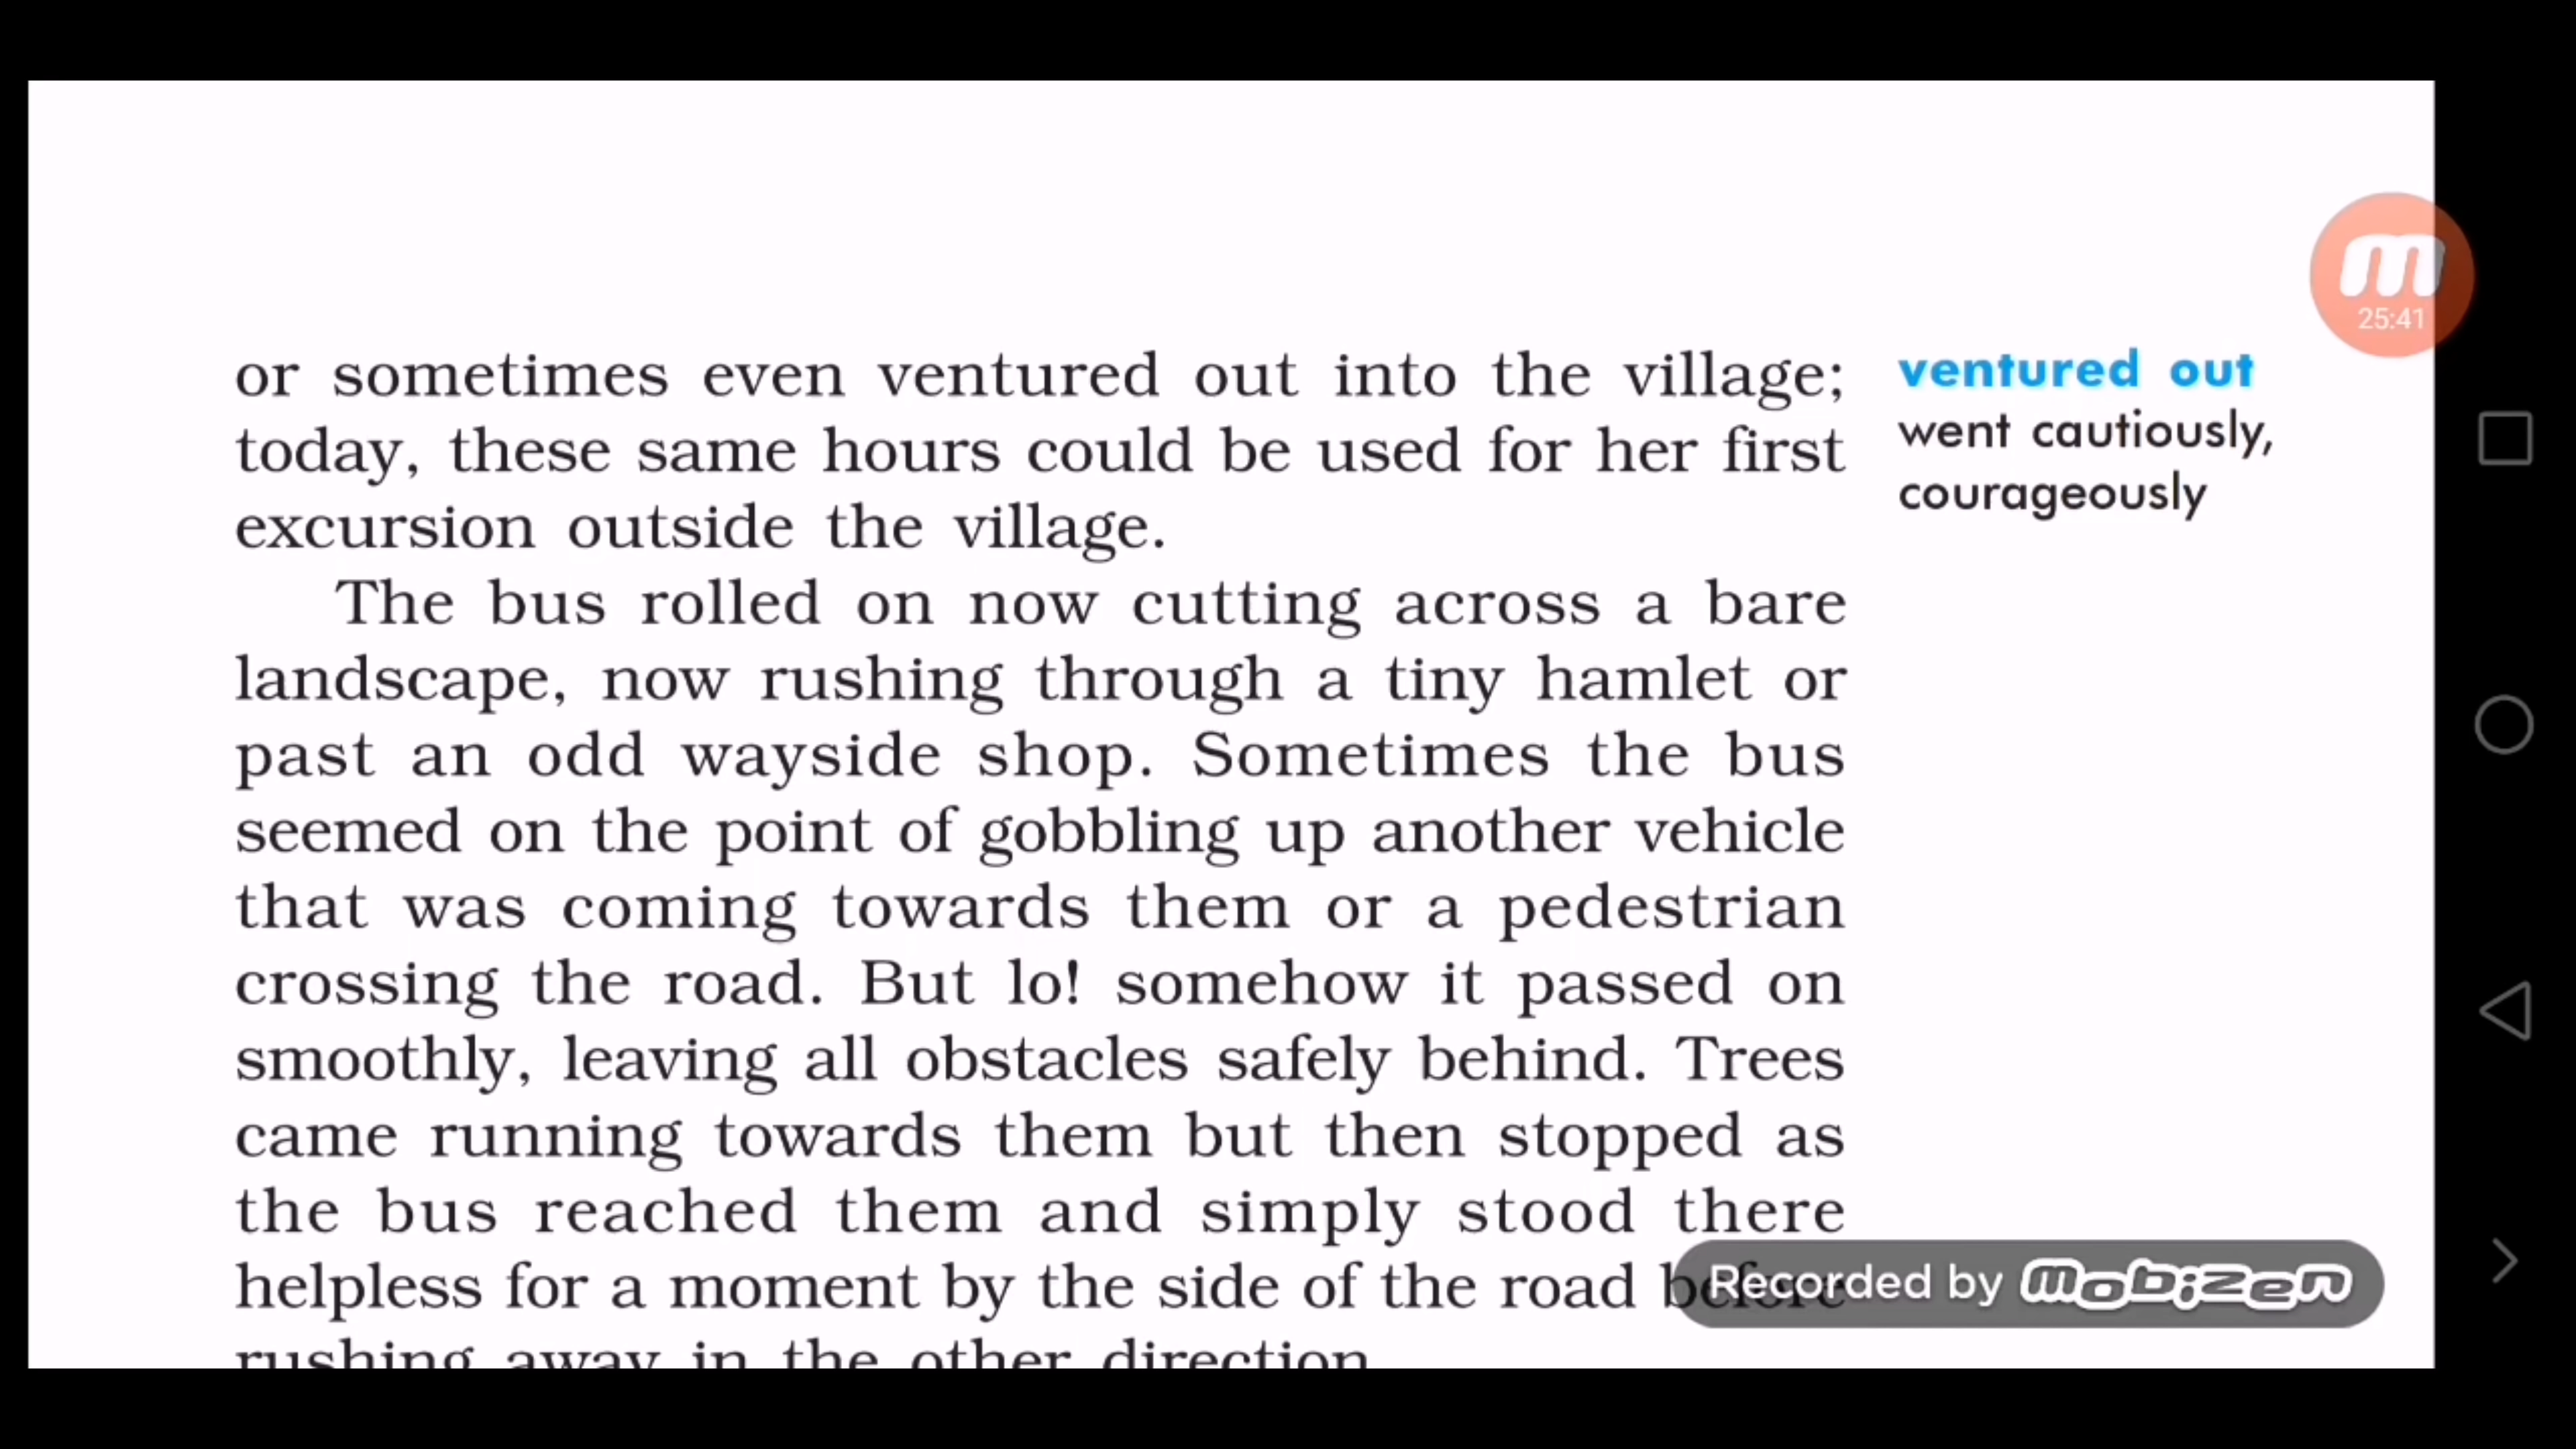 or sometimes even ventured out into the village;
today, these same hours could be used for her first
excursion outside the village.
The bus rolled on now cutting across a bare
landscape, now rushing through a tiny hamlet or
past an odd wayside shop. Sometimes the bus
seemed on the point of gobbling up another vehicle
that was coming towards them or a pedestrian
crossing the road. But lo! somehow it passed on
smoothly, leaving all obstacles safely behind. Trees
came running towards them but then stopped as
the bus reached them and simply stood there
helpless for a moment by the side of the road before
rushing away in the other direction.
ventured out
went cautiously,
courageously
m
25:41
Recorded by mobizen